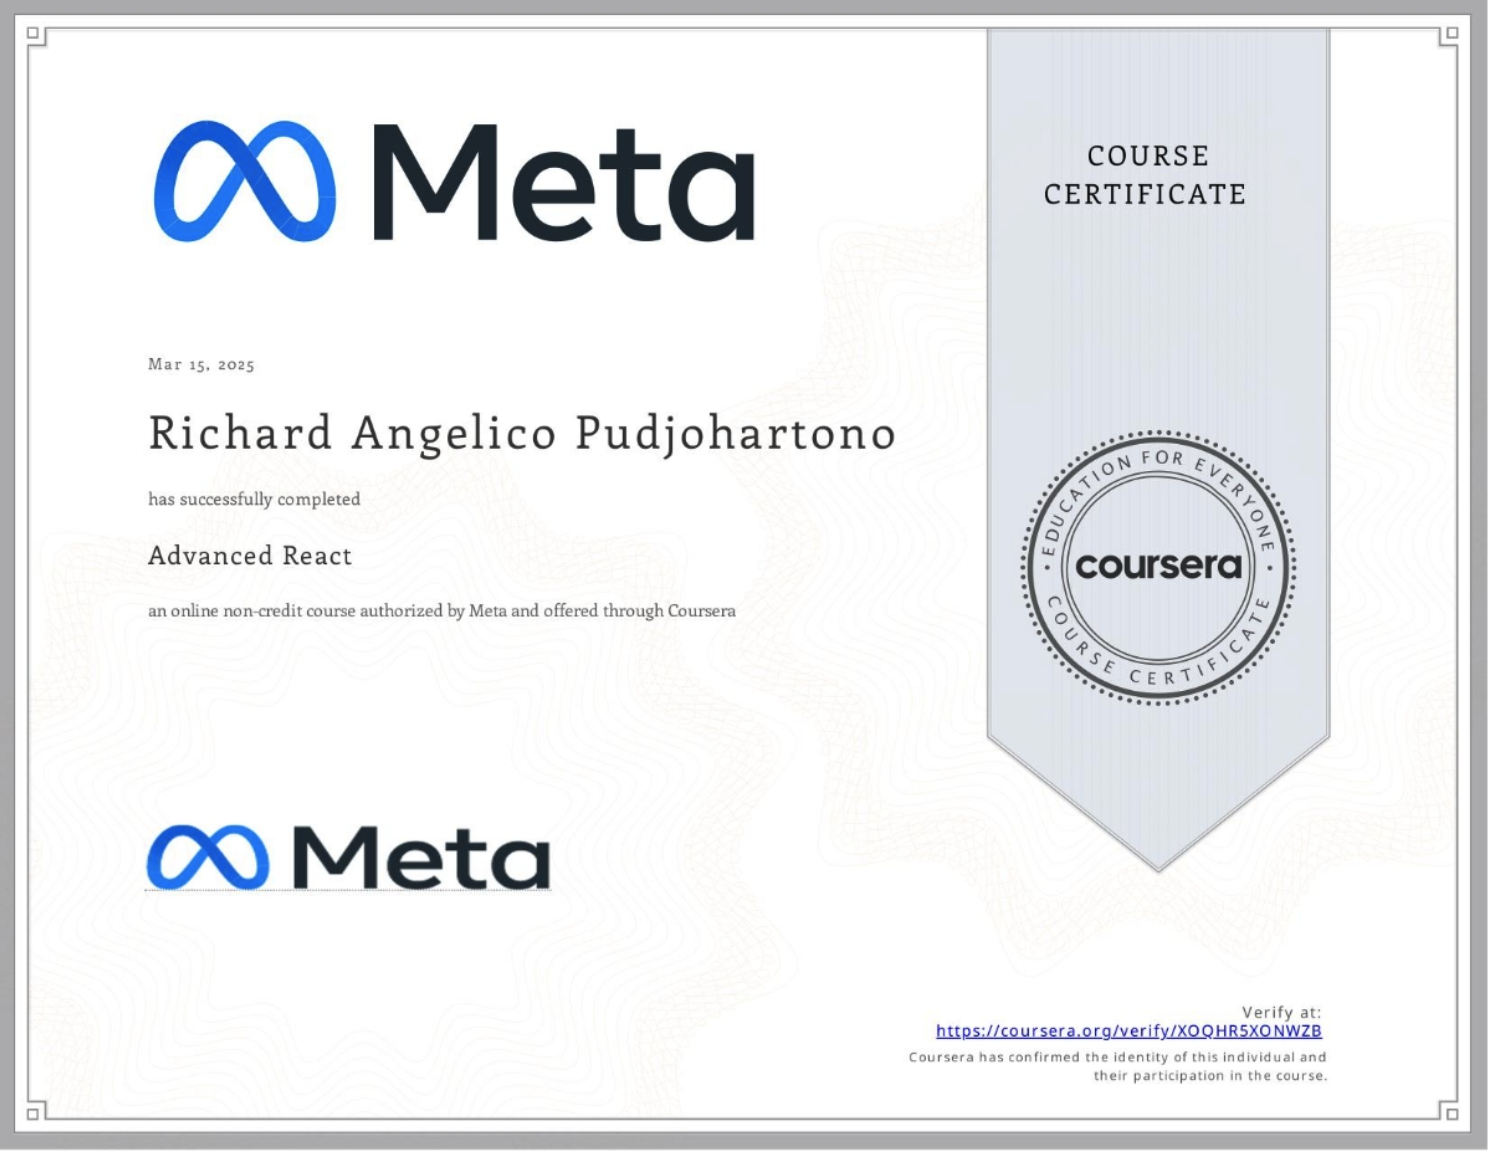 Meta
COURSE
CERTIFICATE
Mar 15, 2025
Richard Angelico Pudjohartono
has successfully completed
Advanced React
an online non-credit course authorized by Meta and offered through Coursera
EDUCATION FOR EVERYONE
coursera
COURSE CERTIFICATE
Meta
Verify at:
https://coursera.org/verify/XOQHR5XONWZB
Coursera has confirmed the identity of this individual and
their participation in the course.